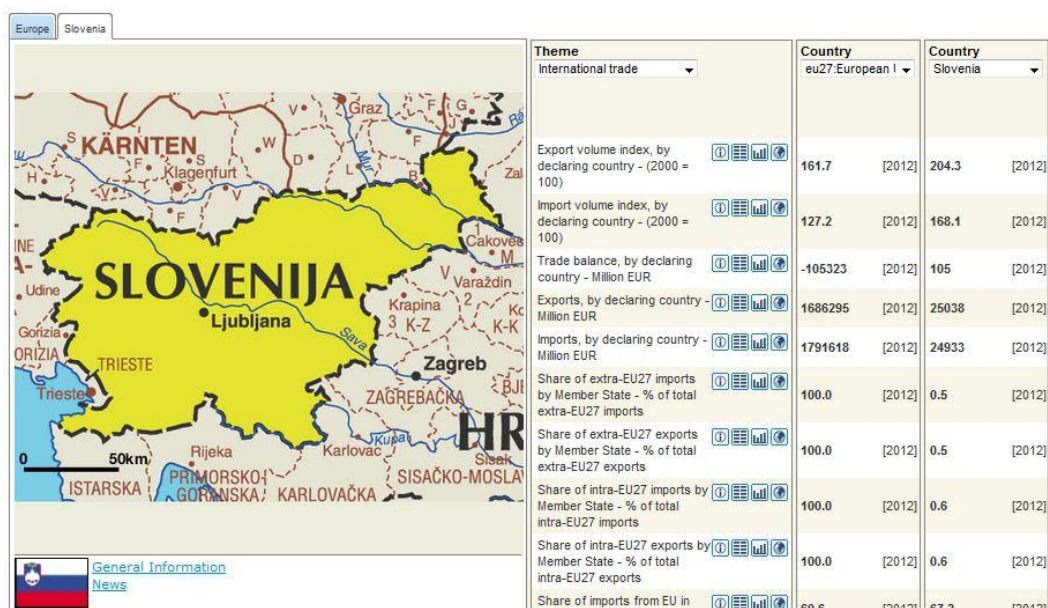 Europe Slovenia
KÄRNTEN
S
W
V
Graz
F
G
J
F
D
L
B
H
F
S
Klagenfurt
V
V
F
Mur
Zal
1
Čakovec
M
V
Varaždin
2
Udine
SLOVENIJA
Ljubljana
Krapina
3 K-Z
K-K
Gorizia
ORIZIA
TRIESTE
Sava
Zagreb
Trieste
ZAGREBAČKA
BJE
HR
Kupa
Rijeka
Karlovac
Sisak
0 50km
PRIMORSKO-
GORANSKA
ISTARSKA
KARLOVAČKA
SISAČKO-MOSLA
General Information
News
Theme Country Country
International trade eu27:European Slovenia
Export volume index, by
declaring country - (2000 = 161.7 [2012] 204.3 [2012]
100)
Import volume index, by
declaring country - (2000 = 127.2 [2012] 168.1 [2012]
100)
Trade balance, by declaring
country - Million EUR -105323 [2012] 105 [2012]
Exports, by declaring country -
Million EUR 1686295 [2012] 25038 [2012]
Imports, by declaring country -
Million EUR 1791618 [2012] 24933 [2012]
Share of extra-EU27 imports
by Member State - % of total 100.0 [2012] 0.5 [2012]
extra-EU27 imports
Share of extra-EU27 exports
by Member State - % of total 100.0 [2012] 0.5 [2012]
extra-EU27 exports
Share of intra-EU27 imports by
Member State - % of total 100.0 [2012] 0.6 [2012]
intra-EU27 imports
Share of intra-EU27 exports by
Member State - % of total 100.0 [2012] 0.6 [2012]
intra-EU27 exports
Share of imports from EU in